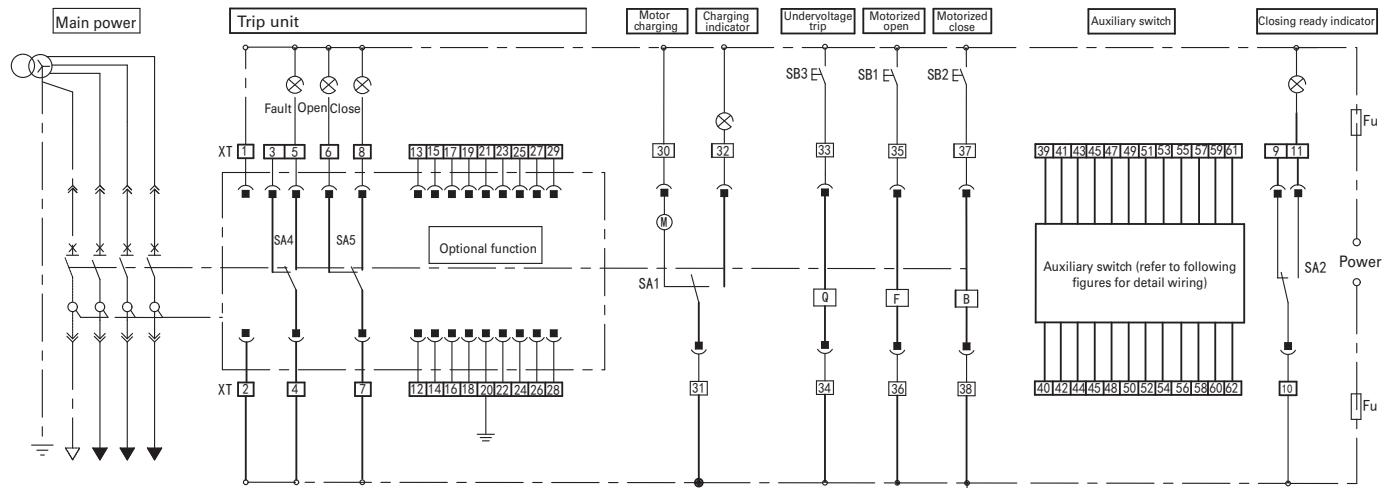 Main power
Trip unit
Motor
charging
Charging
indicator
Undervoltage
trip
Motorized
open
Motorized
close
Auxiliary switch
Closing ready indicator
SB3
SB1
SB2
Fault
Open
Close
Fu
XT
1
3
5
6
8
13
15
17
19
21
23
25
27
29
30
32
33
35
37
39
41
43
45
47
49
51
53
55
57
59
61
9
11
M
SA4
SA5
Optional function
SA1
Q
F
B
Auxiliary switch (refer to following
figures for detail wiring)
SA2
Power
XT
2
4
7
12
14
16
18
20
22
24
26
28
31
34
36
38
40
42
44
45
48
50
52
54
56
58
60
62
10
Fu